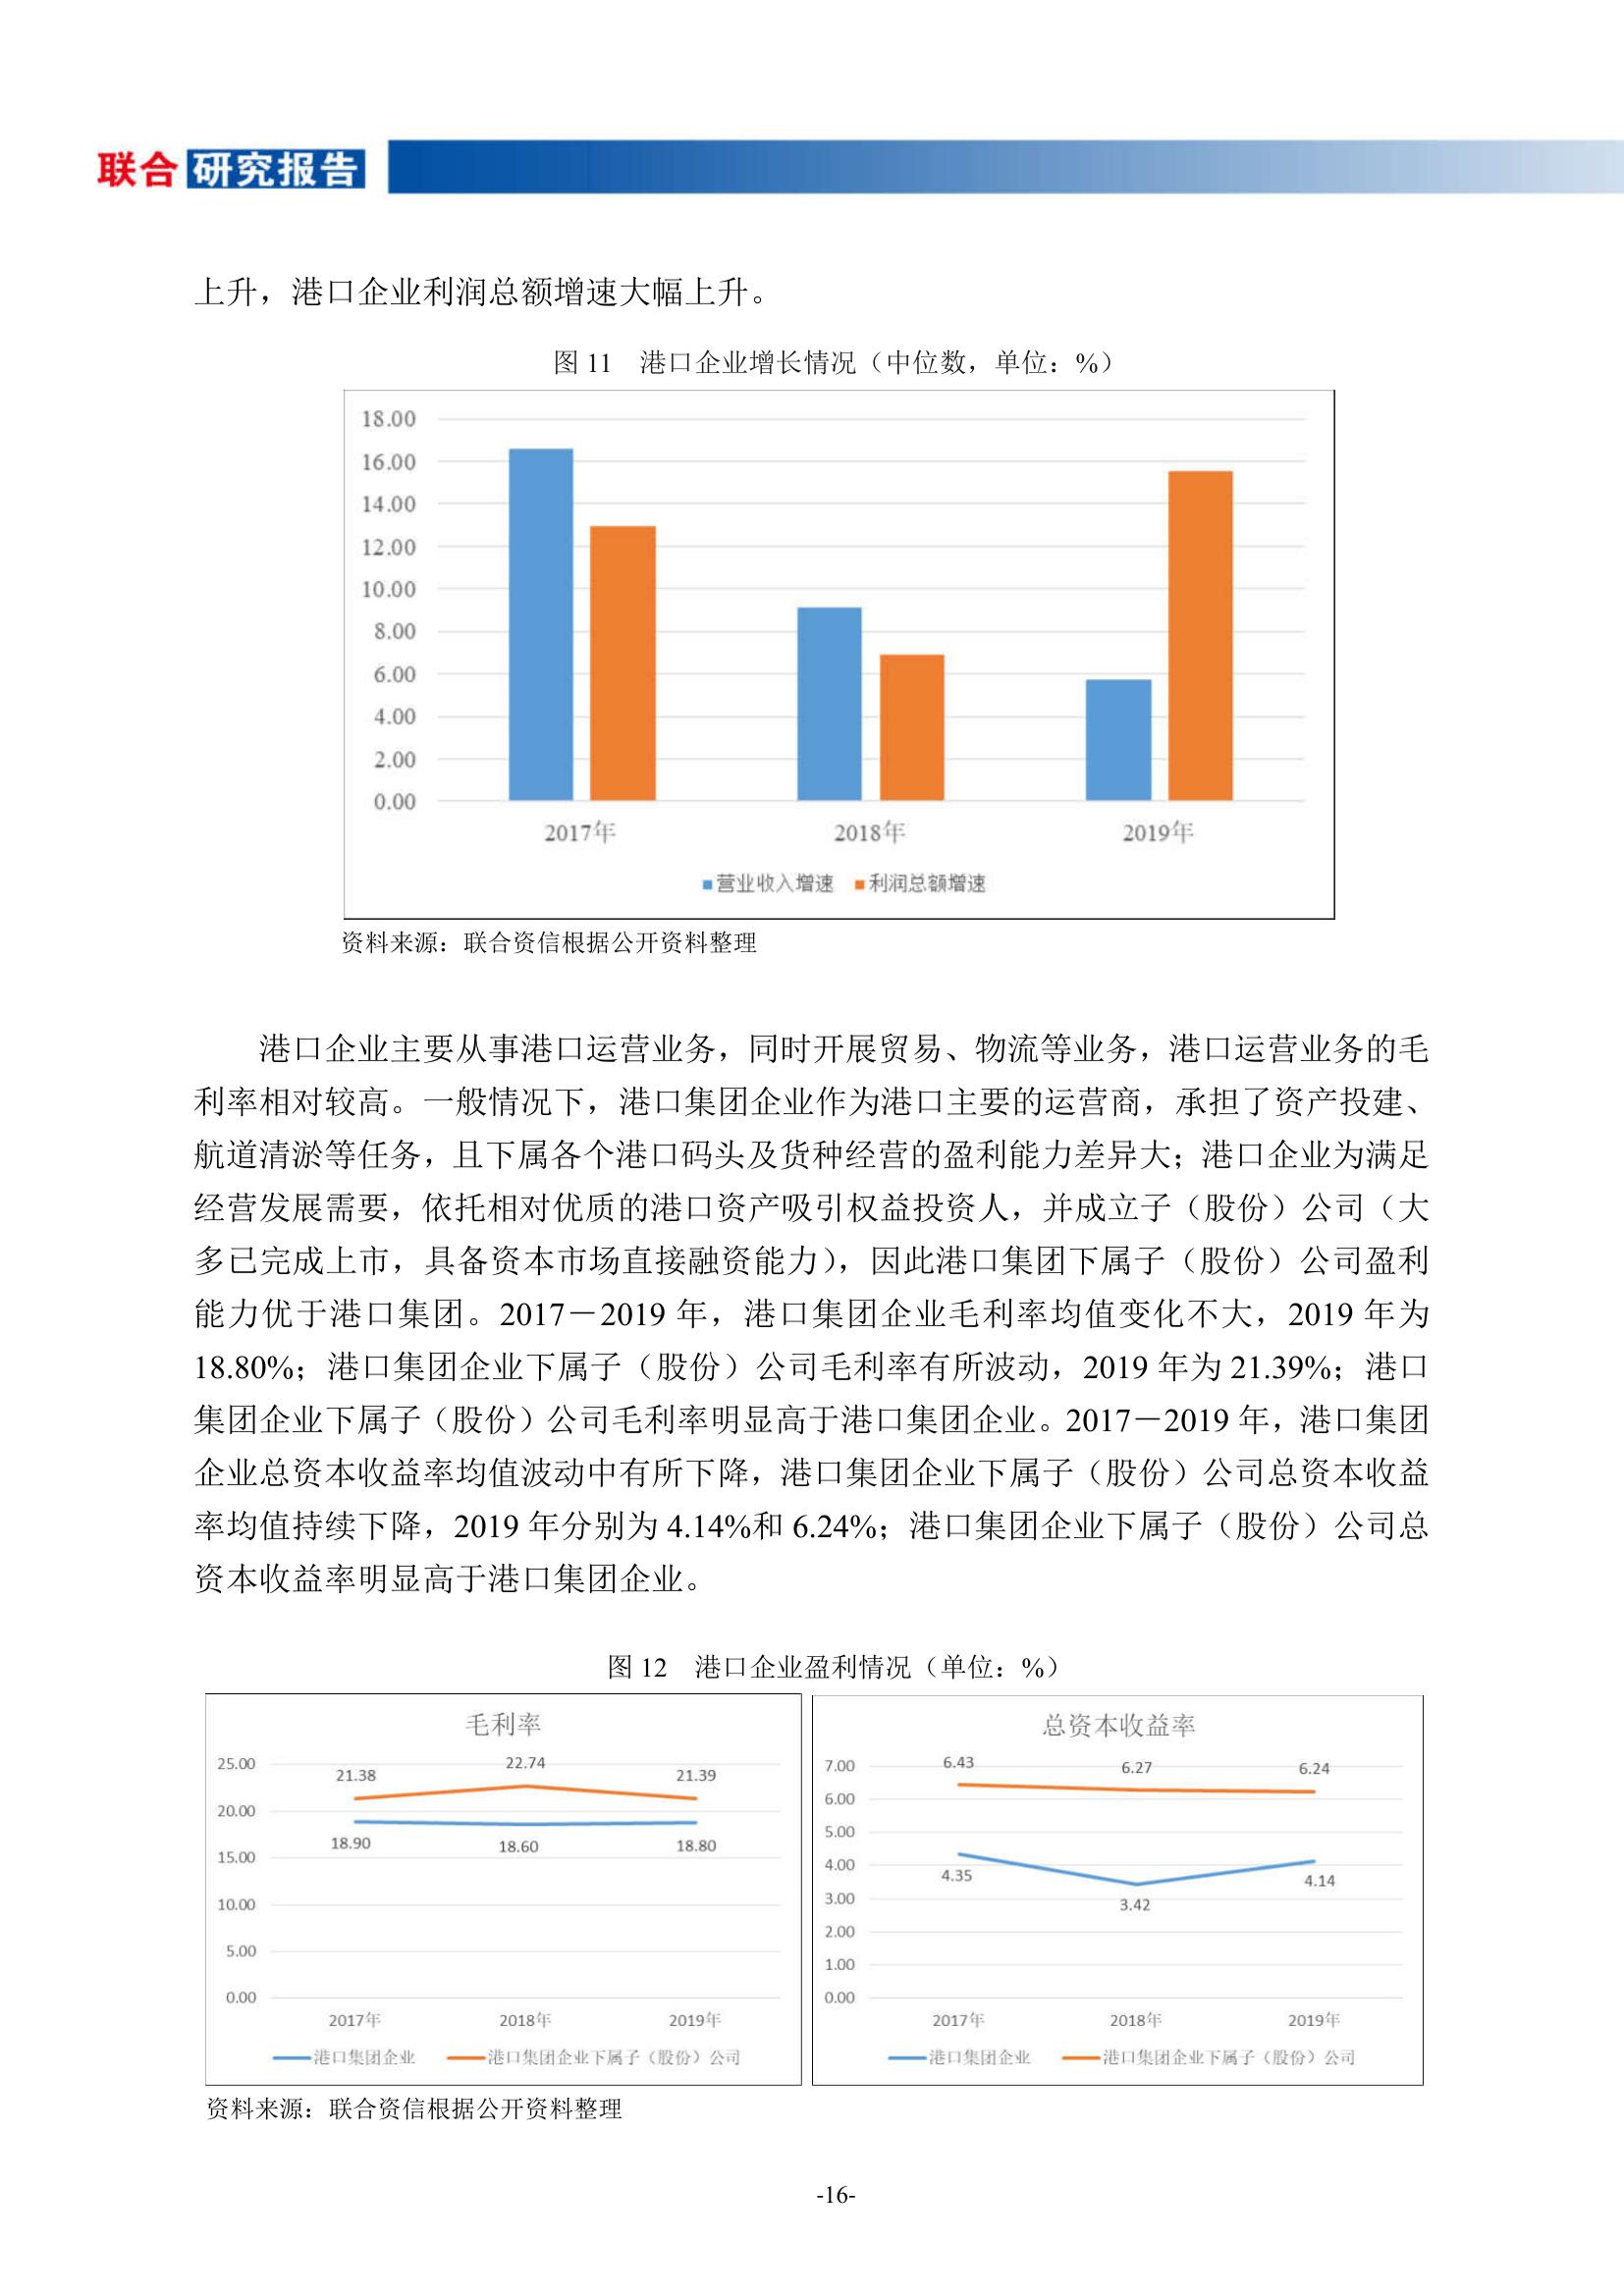 联合 研究报告
上升，港口企业利润总额增速大幅上升。
图 11 港口企业增长情况（中位数，单位：%）
18.00
16.00
14.00
12.00
10.00
8.00
6.00
4.00
2.00
0.00
2017年 2018年 2019年
营业收入增速 利润总额增速
资料来源：联合资信根据公开资料整理
港口企业主要从事港口运营业务，同时开展贸易、物流等业务，港口运营业务的毛
利率相对较高。一般情况下，港口集团企业作为港口主要的运营商，承担了资产投建、
航道清淤等任务，且下属各个港口码头及货种经营的盈利能力差异大；港口企业为满足
经营发展需要，依托相对优质的港口资产吸引权益投资人，并成立子（股份）公司（大
多已完成上市，具备资本市场直接融资能力），因此港口集团下属子（股份）公司盈利
能力优于港口集团。2017－2019 年，港口集团企业毛利率均值变化不大，2019 年为
18.80%；港口集团企业下属子（股份）公司毛利率有所波动，2019 年为 21.39%；港口
集团企业下属子（股份）公司毛利率明显高于港口集团企业。2017－2019 年，港口集团
企业总资本收益率均值波动中有所下降，港口集团企业下属子（股份）公司总资本收益
率均值持续下降，2019 年分别为 4.14%和 6.24%；港口集团企业下属子（股份）公司总
资本收益率明显高于港口集团企业。
图 12 港口企业盈利情况（单位：%）
毛利率
25.00
20.00
15.00
10.00
5.00
0.00
21.38 22.74 21.39
18.90 18.60 18.80
2017年 2018年 2019年
港口集团企业 港口集团企业下属子（股份）公司
总资本收益率
7.00
6.00
5.00
4.00
3.00
2.00
1.00
0.00
6.43 6.27 6.24
4.35 3.42 4.14
2017年 2018年 2019年
港口集团企业 港口集团企业下属子（股份）公司
资料来源：联合资信根据公开资料整理
-16-